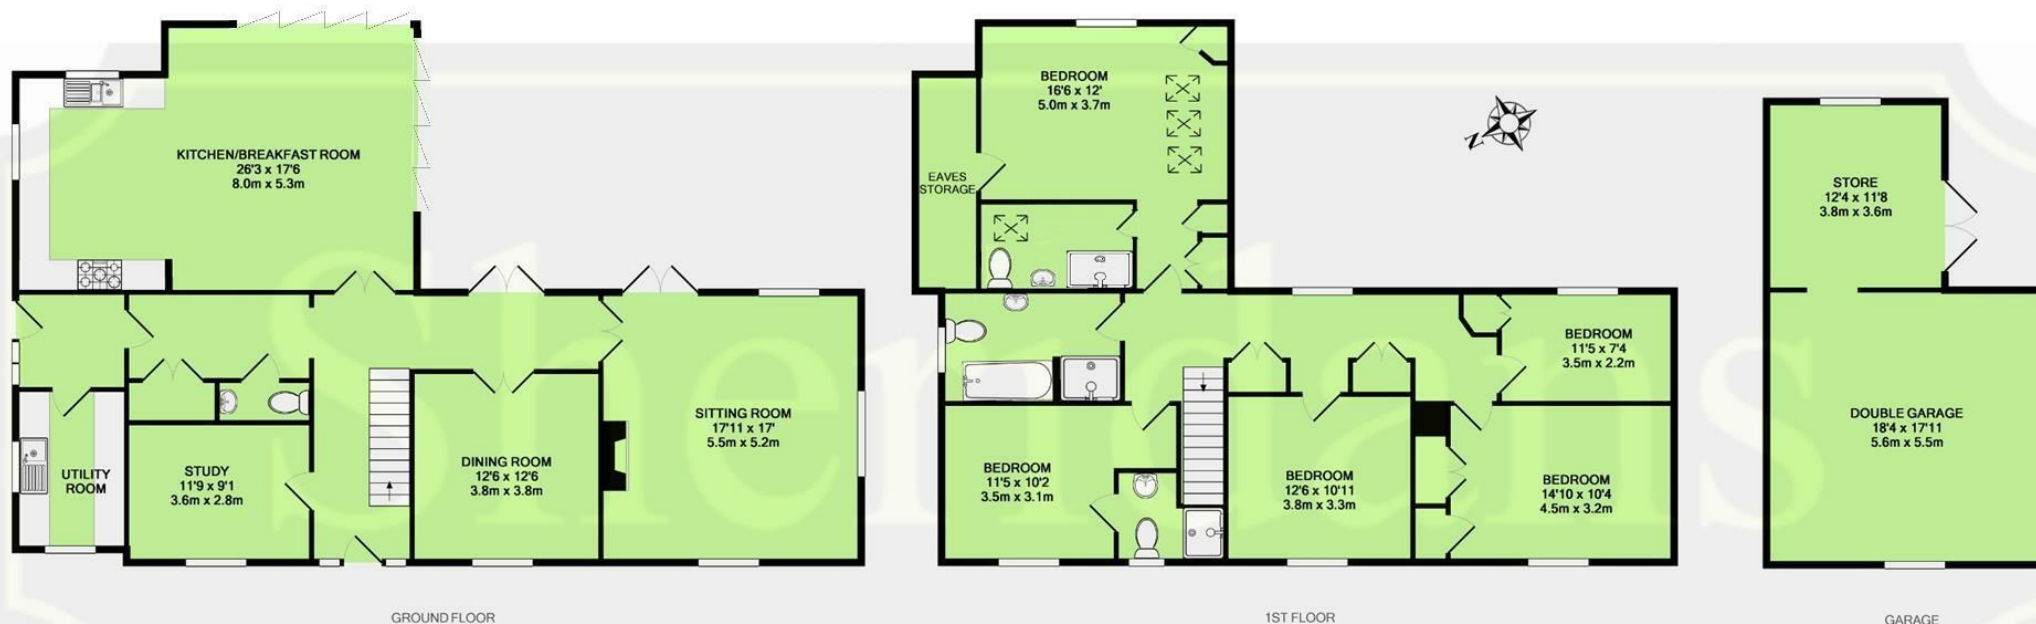 KITCHEN/BREAKFAST ROOM
26'3 x 17'6
8.0m x 5.3m
UTILITY
ROOM
STUDY
11'9 x 9'1
3.6m x 2.8m
DINING ROOM
12'6 x 12'6
3.8m x 3.8m
SITTING ROOM
17'11 x 17'
5.5m x 5.2m
GROUND FLOOR
BEDROOM
16'6 x 12'
5.0m x 3.7m
EAVES
STORAGE
N
BEDROOM
11'5 x 7'4
3.5m x 2.2m
BEDROOM
11'5 x 10'2
3.5m x 3.1m
BEDROOM
12'6 x 10'11
3.8m x 3.3m
BEDROOM
14'10 x 10'4
4.5m x 3.2m
1ST FLOOR
STORE
12'4 x 11'8
3.8m x 3.6m
DOUBLE GARAGE
18'4 x 17'11
5.6m x 5.5m
GARAGE
Sheridans